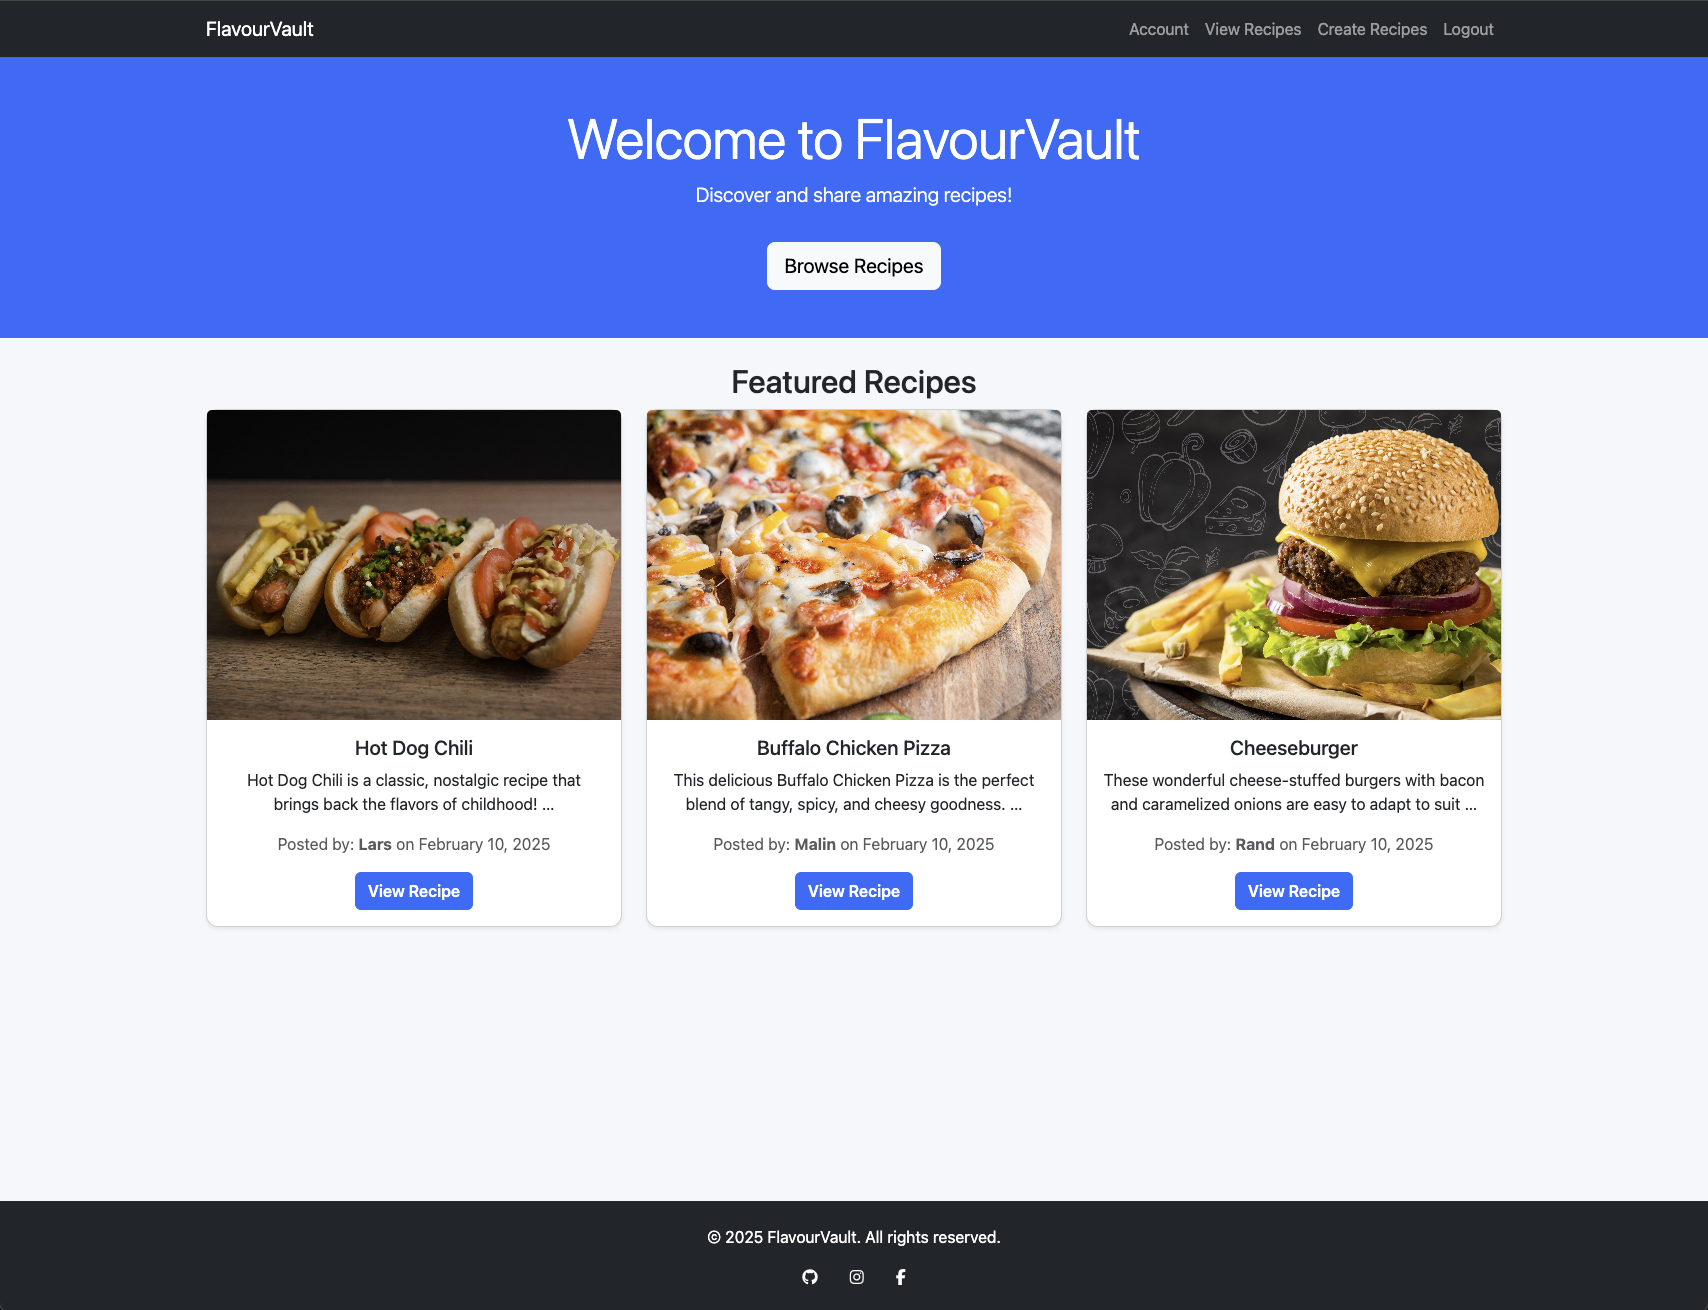 FlavourVault
Account View Recipes Create Recipes Logout
Welcome to FlavourVault
Discover and share amazing recipes!
Browse Recipes
Featured Recipes
Hot Dog Chili
Hot Dog Chili is a classic, nostalgic recipe that
brings back the flavors of childhood! ...
Posted by: Lars on February 10, 2025
View Recipe
Buffalo Chicken Pizza
This delicious Buffalo Chicken Pizza is the perfect
blend of tangy, spicy, and cheesy goodness. ...
Posted by: Malin on February 10, 2025
View Recipe
Cheeseburger
These wonderful cheese-stuffed burgers with bacon
and caramelized onions are easy to adapt to suit ...
Posted by: Rand on February 10, 2025
View Recipe
© 2025 FlavourVault. All rights reserved.